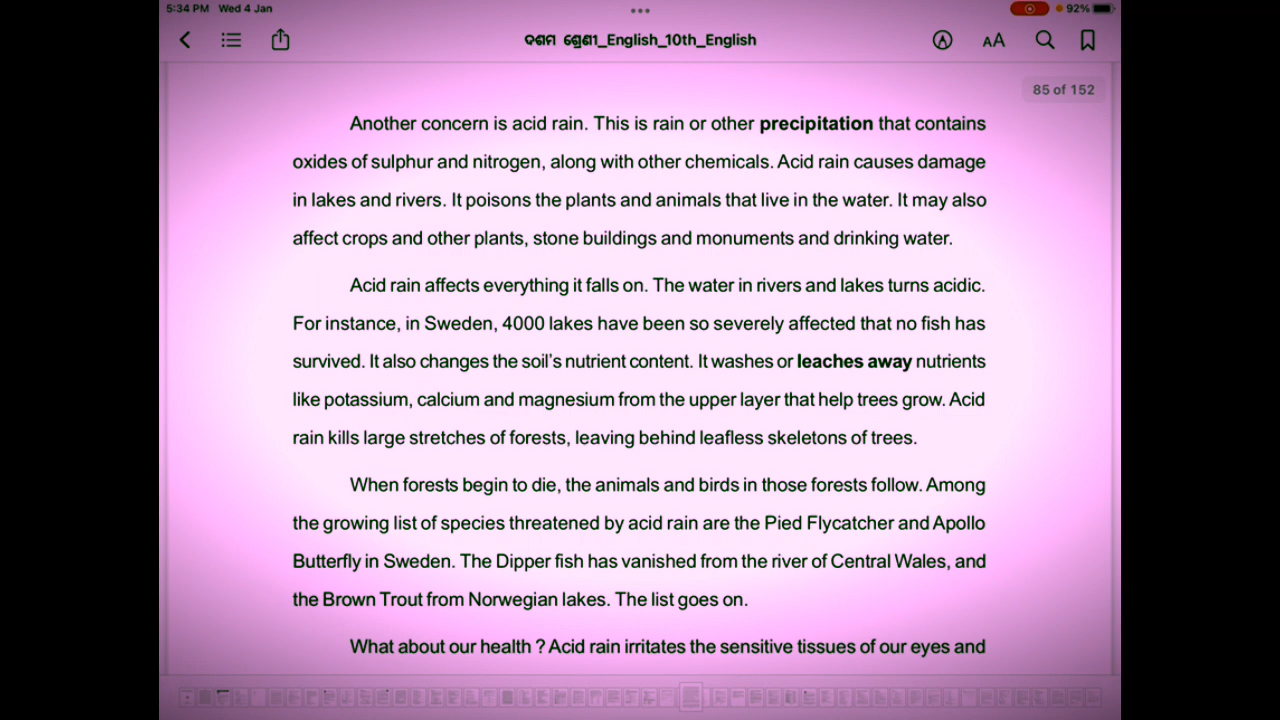 5:34 PM Wed 4 Jan
92%
ଦଶମ ଶ୍ରେଣୀ_English_10th_English
AA
85 of 152
Another concern is acid rain. This is rain or other precipitation that contains
oxides of sulphur and nitrogen, along with other chemicals. Acid rain causes damage
in lakes and rivers. It poisons the plants and animals that live in the water. It may also
affect crops and other plants, stone buildings and monuments and drinking water.
Acid rain affects everything it falls on. The water in rivers and lakes turns acidic.
For instance, in Sweden, 4000 lakes have been so severely affected that no fish has
survived. It also changes the soil's nutrient content. It washes or leaches away nutrients
like potassium, calcium and magnesium from the upper layer that help trees grow. Acid
rain kills large stretches of forests, leaving behind leafless skeletons of trees.
When forests begin to die, the animals and birds in those forests follow. Among
the growing list of species threatened by acid rain are the Pied Flycatcher and Apollo
Butterfly in Sweden. The Dipper fish has vanished from the river of Central Wales, and
the Brown Trout from Norwegian lakes. The list goes on.
What about our health ? Acid rain irritates the sensitive tissues of our eyes and